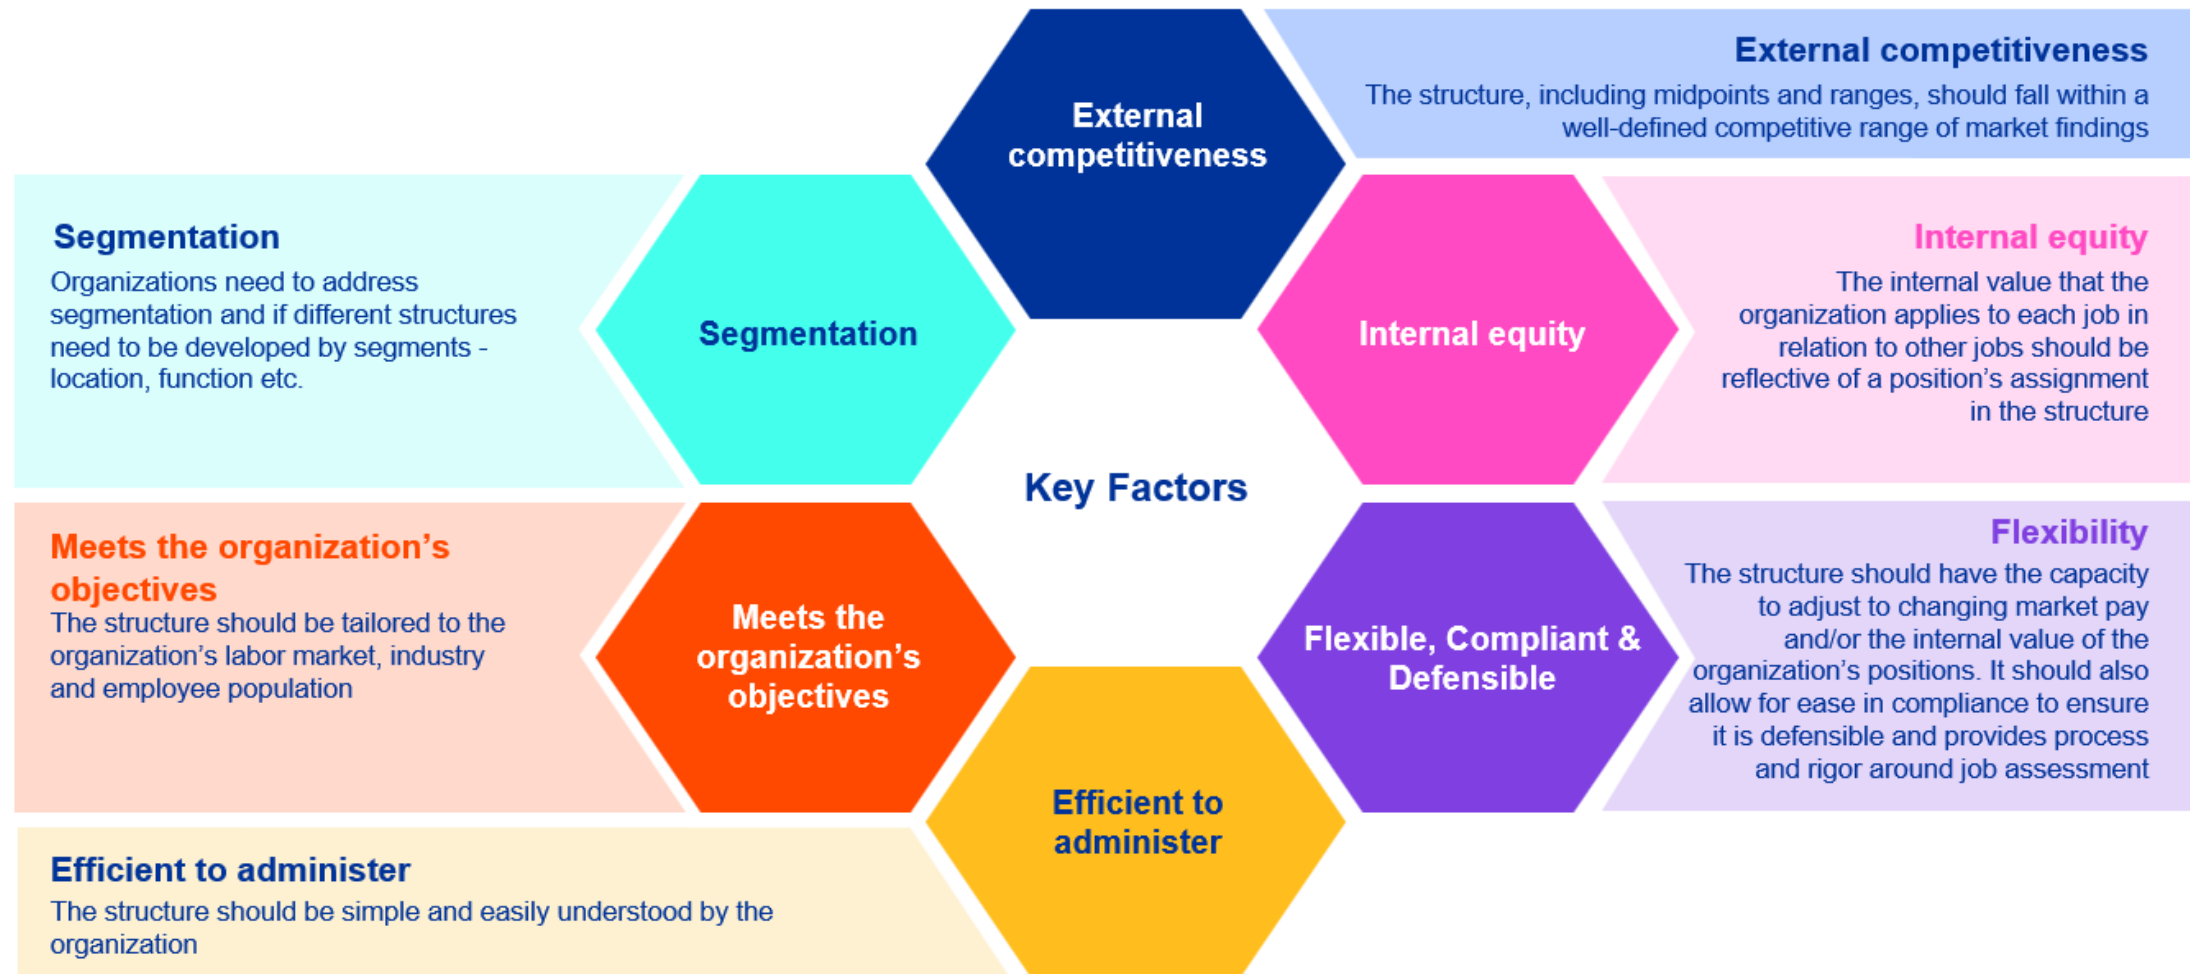 External competitiveness
The structure, including midpoints and ranges, should fall within a
well-defined competitive range of market findings
External
competitiveness
Segmentation
Organizations need to address
segmentation and if different structures
need to be developed by segments -
location, function etc.
Segmentation
Internal equity
Internal equity
The internal value that the
organization applies to each job in
relation to other jobs should be
reflective of a position’s assignment
in the structure
Key Factors
Meets the organization’s
objectives
The structure should be tailored to the
organization’s labor market, industry
and employee population
Meets the
organization’s
objectives
Flexible, Compliant &
Defensible
Flexibility
The structure should have the capacity
to adjust to changing market pay
and/or the internal value of the
organization’s positions. It should also
allow for ease in compliance to ensure
it is defensible and provides process
and rigor around job assessment
Efficient to
administer
Efficient to administer
The structure should be simple and easily understood by the
organization